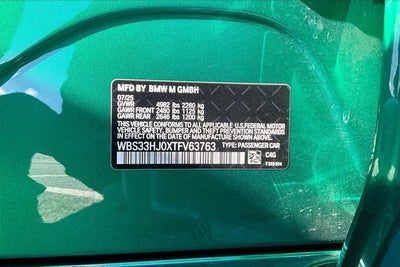 MFD BY BMW M GMBH
07/25
GVWR 4982 lbs 2260 kg
GAWR FRONT 2480 lbs 1125 kg
GAWR REAR 2646 lbs 1200 kg
THIS VEHICLE CONFORMS TO ALL APPLICABLE U.S. FEDERAL
MOTOR VEHICLE SAFETY, BUMPER, AND THEFT PREVENTION
STANDARDS IN EFFECT ON THE DATE OF MANUFACTURE SHOWN ABOVE.
WBS33HJ0XTFV63763 TYPE: PASSENGER CAR
C4G